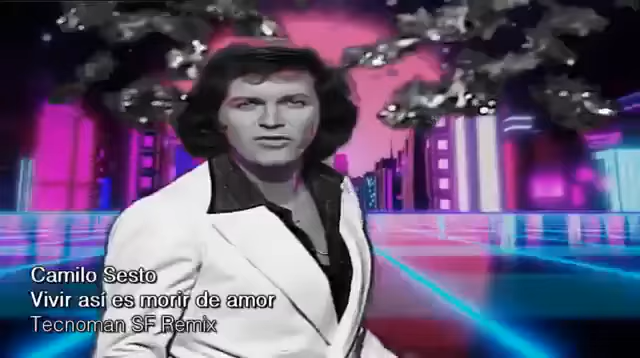 Camilo Sesto
Vivir así es morir de amor
Tecnoman SF Remix